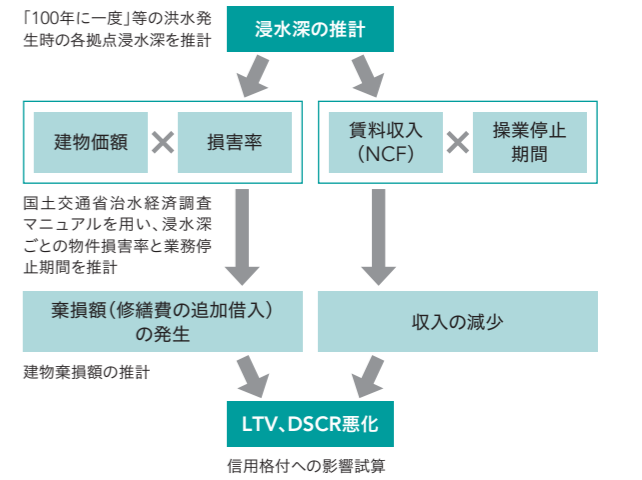 「100年に一度」等の洪水発
生時の各拠点浸水深を推計
浸水深の推計
建物価額
×
損害率
賃料収入
（NCF）
×
操業停止
期間
国土交通省治水経済調査
マニュアルを用い、浸水深
ごとの物件損害率と業務停
止期間を推計
棄損額（修繕費の追加借入）
の発生
収入の減少
建物棄損額の推計
LTV、DSCR悪化
信用格付への影響試算